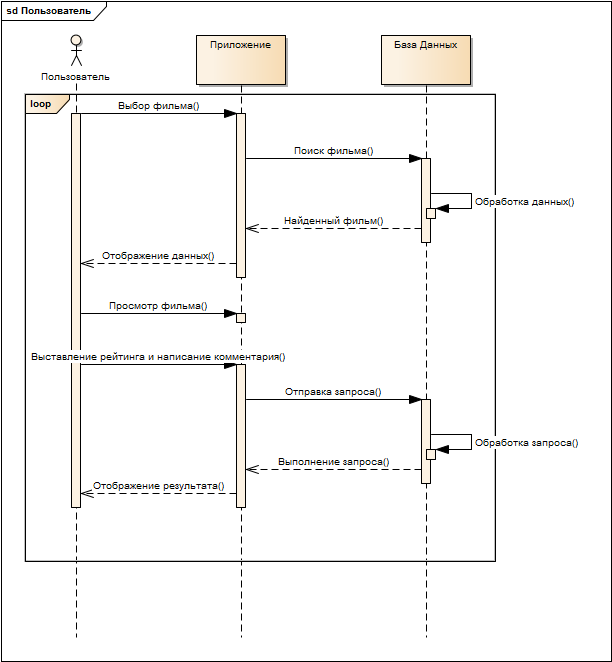 sd Пользователь
Приложение
База Данных
Пользователь
loop
Выбор фильма()
Поиск фильма()
Обработка данных()
Найденный фильм()
Отображение данных()
Просмотр фильма()
Выставление рейтинга и написание комментария()
Отправка запроса()
Обработка запроса()
Выполнение запроса()
Отображение результата()